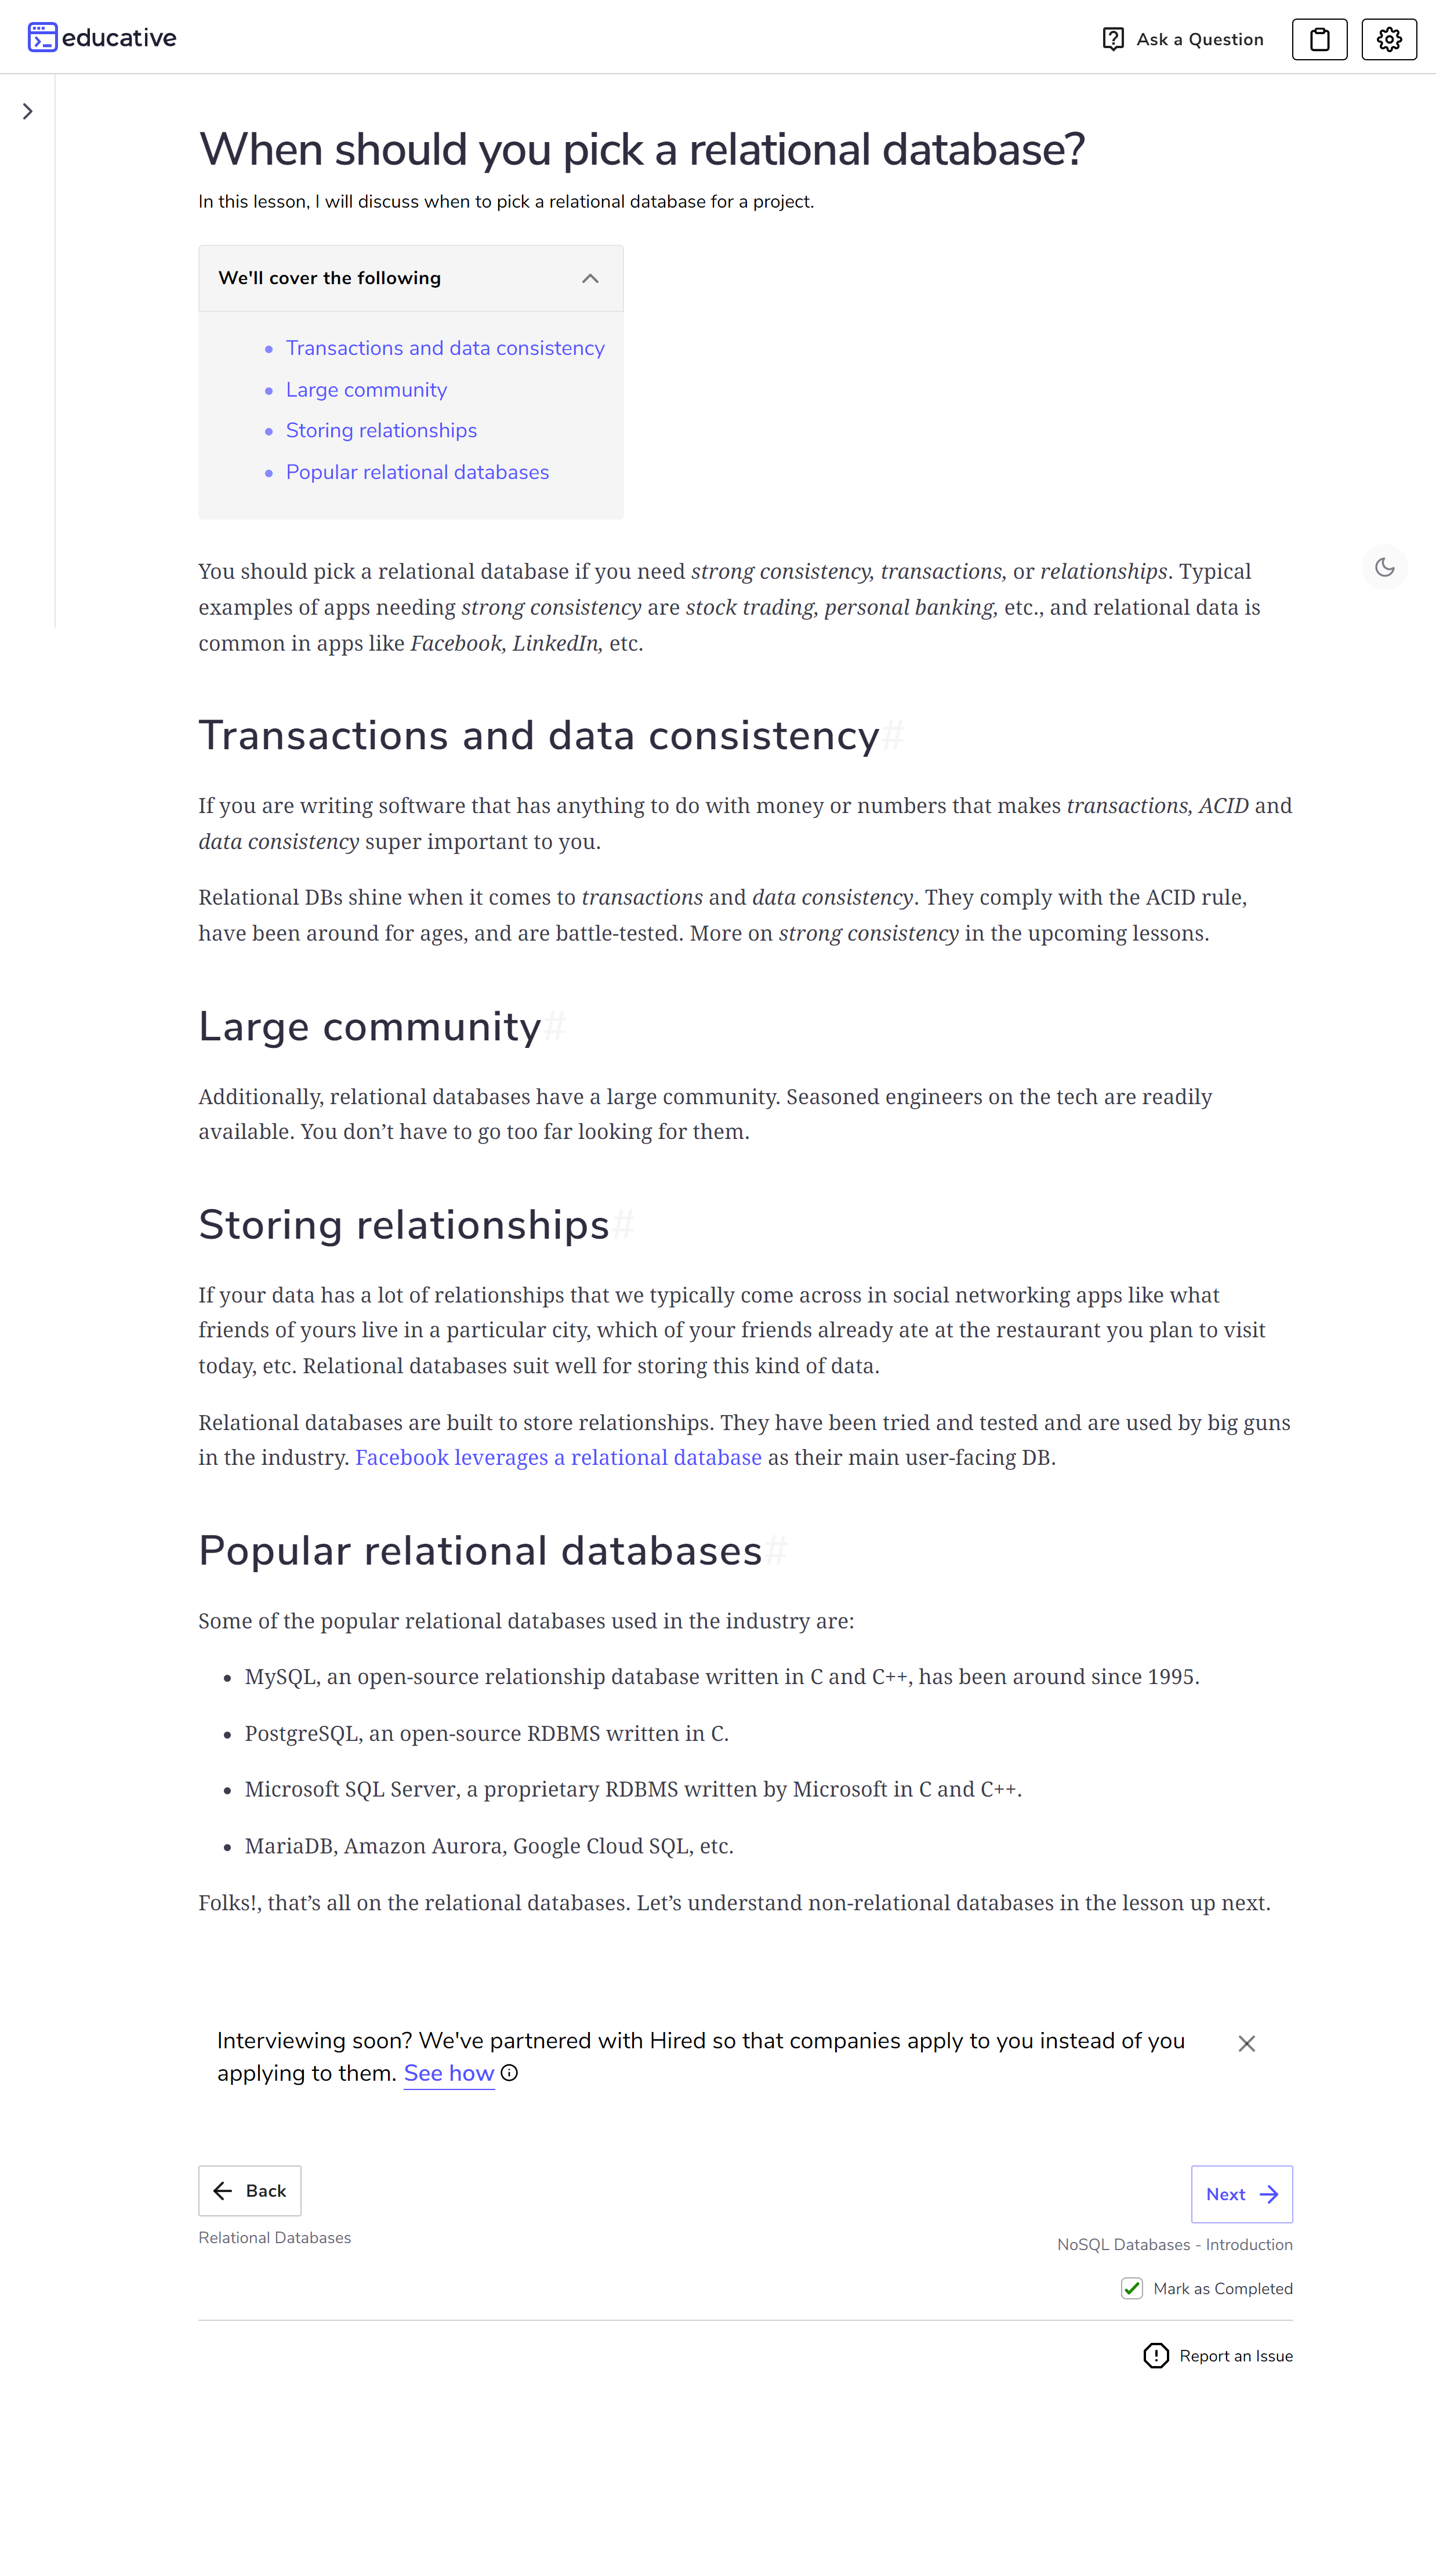 educative
Ask a Question
When should you pick a relational database?
In this lesson, I will discuss when to pick a relational database for a project.
We'll cover the following
• Transactions and data consistency
• Large community
• Storing relationships
• Popular relational databases
You should pick a relational database if you need strong consistency, transactions, or relationships. Typical
examples of apps needing strong consistency are stock trading, personal banking, etc., and relational data is
common in apps like Facebook, LinkedIn, etc.
Transactions and data consistency#
If you are writing software that has anything to do with money or numbers that makes transactions, ACID and
data consistency super important to you.
Relational DBs shine when it comes to transactions and data consistency. They comply with the ACID rule,
have been around for ages, and are battle-tested. More on strong consistency in the upcoming lessons.
Large community#
Additionally, relational databases have a large community. Seasoned engineers on the tech are readily
available. You don’t have to go too far looking for them.
Storing relationships#
If your data has a lot of relationships that we typically come across in social networking apps like what
friends of yours live in a particular city, which of your friends already ate at the restaurant you plan to visit
today, etc. Relational databases suit well for storing this kind of data.
Relational databases are built to store relationships. They have been tried and tested and are used by big guns
in the industry. Facebook leverages a relational database as their main user-facing DB.
Popular relational databases#
Some of the popular relational databases used in the industry are:
• MySQL, an open-source relationship database written in C and C++, has been around since 1995.
• PostgreSQL, an open-source RDBMS written in C.
• Microsoft SQL Server, a proprietary RDBMS written by Microsoft in C and C++.
• MariaDB, Amazon Aurora, Google Cloud SQL, etc.
Folks!, that’s all on the relational databases. Let’s understand non-relational databases in the lesson up next.
Interviewing soon? We've partnered with Hired so that companies apply to you instead of you
applying to them. See how
Back
Next
Relational Databases
NoSQL Databases - Introduction
Mark as Completed
Report an Issue